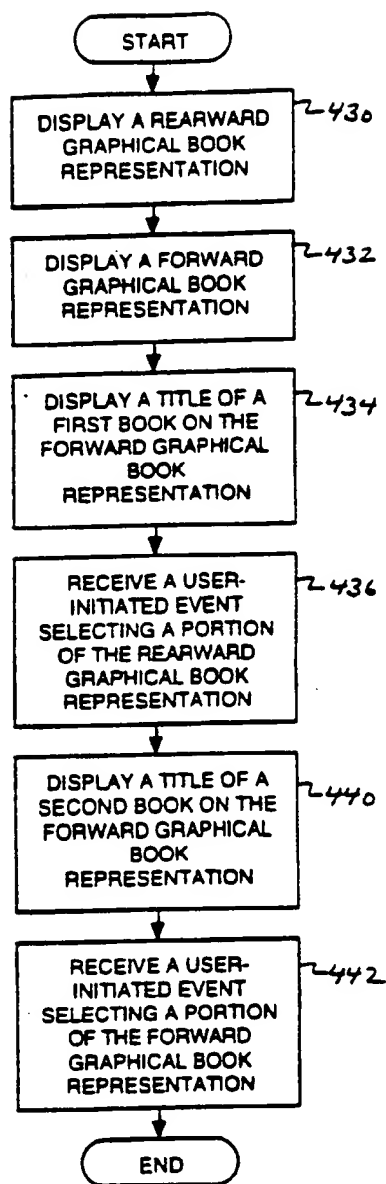 START
DISPLAY A REARWARD
GRAPHICAL BOOK
REPRESENTATION
430
DISPLAY A FORWARD
GRAPHICAL BOOK
REPRESENTATION
432
DISPLAY A TITLE OF A
FIRST BOOK ON THE
FORWARD GRAPHICAL
BOOK
REPRESENTATION
434
RECEIVE A USER-
INITIATED EVENT
SELECTING A PORTION
OF THE REARWARD
GRAPHICAL BOOK
REPRESENTATION
436
DISPLAY A TITLE OF A
SECOND BOOK ON THE
FORWARD GRAPHICAL
BOOK
REPRESENTATION
440
RECEIVE A USER-
INITIATED EVENT
SELECTING A PORTION
OF THE FORWARD
GRAPHICAL BOOK
REPRESENTATION
442
END